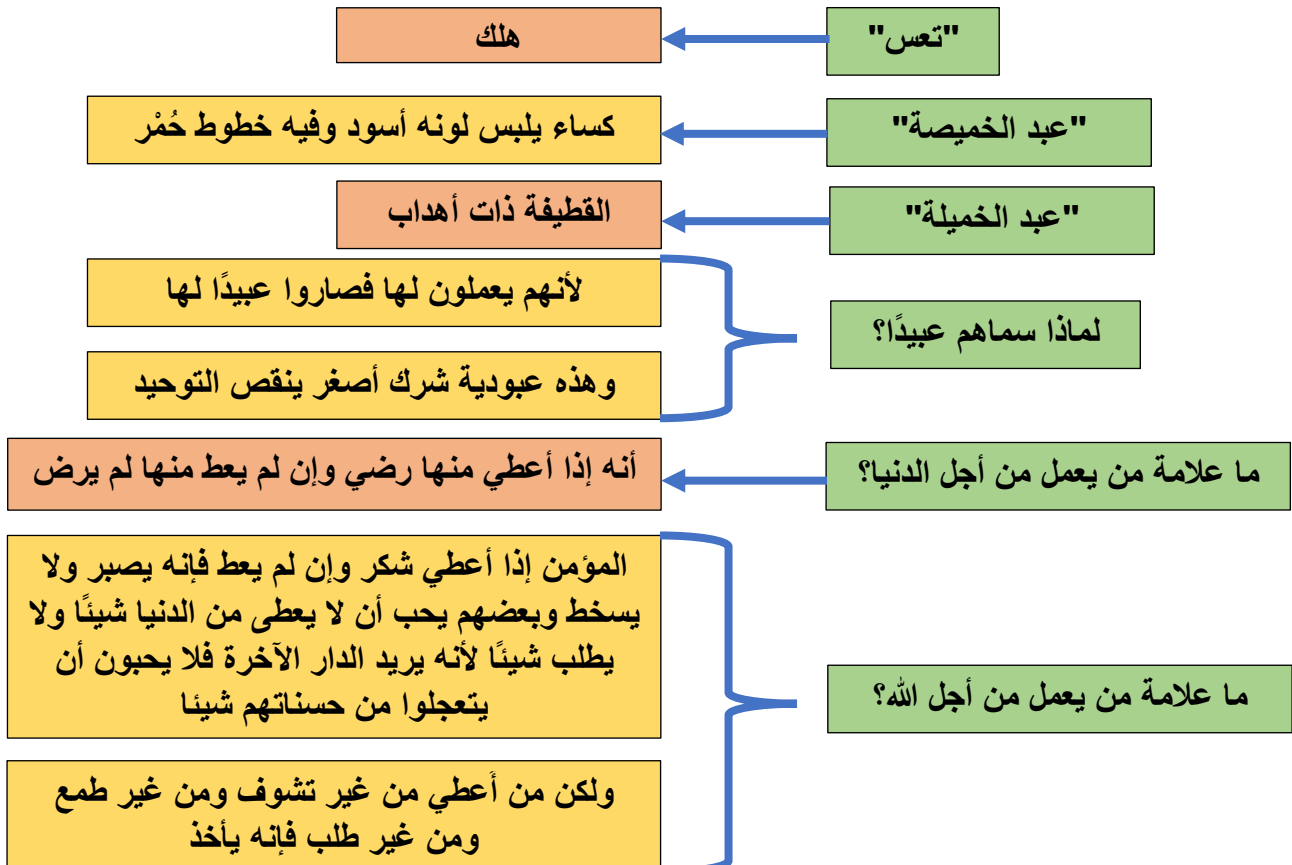 "تعس"
هلك
"عبد الخميصة"
كساء يلبس لونه أسود وفيه خطوط حُمْر
"عبد الخميلة"
القطيفة ذات أهداب
لماذا سماهم عبيدًا؟
لأنهم يعملون لها فصاروا عبيدًا لها
وهذه عبودية شرك أصغر ينقص التوحيد
ما علامة من يعمل من أجل الدنيا؟
أنه إذا أعطي منها رضي وإن لم يعط منها لم يرض
ما علامة من يعمل من أجل الله؟
المؤمن إذا أعطي شكر وإن لم يعط فإنه يصبر ولا
يسخط وبعضهم يحب أن لا يعطى من الدنيا شيئًا ولا
يطلب شيئًا لأنه يريد الدار الآخرة فلا يحبون أن
يتعجلوا من حسناتهم شيئا
ولكن من أعطي من غير تشوف ومن غير طمع
ومن غير طلب فإنه يأخذ